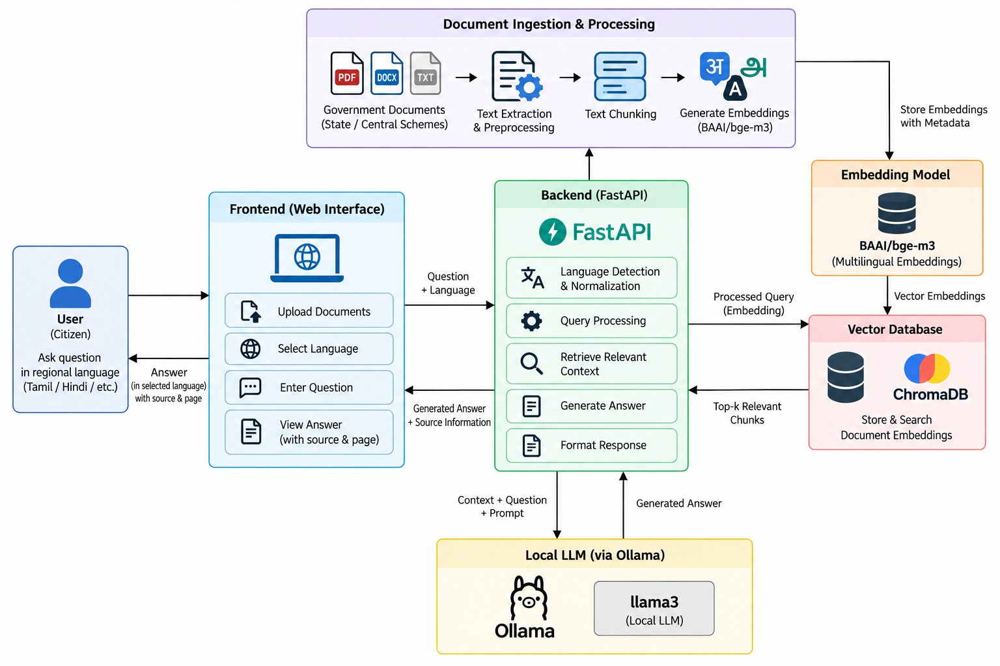 Document Ingestion & Processing
PDF
DOCX
TXT
Government Documents
(State / Central Schemes)
Text Extraction
& Preprocessing
Text Chunking
अ
அ
A
Generate Embeddings
(BAAI/bge-m3)
Store Embeddings
with Metadata
Embedding Model
BAAI/bge-m3
(Multilingual Embeddings)
Vector Embeddings
Vector Database
ChromaDB
Store & Search
Document Embeddings
User
(Citizen)
Ask question
in regional language
(Tamil / Hindi / etc.)
Answer
(in selected language)
with source & page
Frontend (Web Interface)
Upload Documents
Select Language
Enter Question
View Answer
(with source & page)
Question
+ Language
Generated Answer
+ Source Information
Backend (FastAPI)
FastAPI
文A
Language Detection
& Normalization
Query Processing
Retrieve Relevant
Context
Generate Answer
Format Response
Processed Query
(Embedding)
Top-k Relevant
Chunks
Context + Question
+ Prompt
Generated Answer
Local LLM (via Ollama)
Ollama
llama3
(Local LLM)